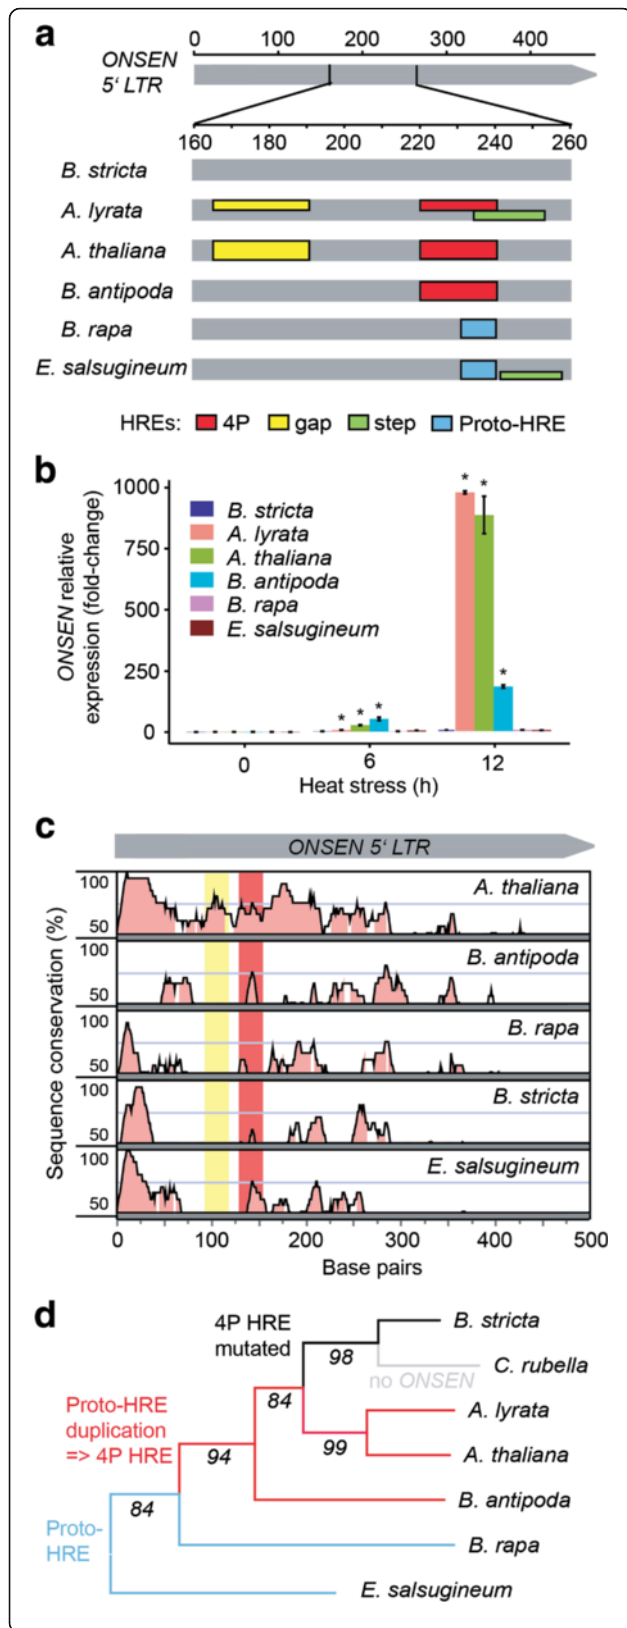 a
0 100 200 300 400
ONSEN
5‘ LTR
160 180 200 220 240 260
B. stricta
A. lyrata
A. thaliana
B. antipoda
B. rapa
E. salsugineum
HREs: 4P gap step Proto-HRE
b
ONSEN relative
expression (fold-change)
1000
750
500
250
0
B. stricta
A. lyrata
A. thaliana
B. antipoda
B. rapa
E. salsugineum
* * *
* * *
0 6 12
Heat stress (h)
c
ONSEN 5‘ LTR
Sequence conservation (%)
100
50
A. thaliana
100
50
B. antipoda
100
50
B. rapa
100
50
B. stricta
100
50
E. salsugineum
0 100 200 300 400 500
Base pairs
d
4P HRE
mutated
B. stricta
98
C. rubella
no ONSEN
Proto-HRE
duplication
=> 4P HRE
84
A. lyrata
99
A. thaliana
94
B. antipoda
84
Proto-
HRE
B. rapa
E. salsugineum